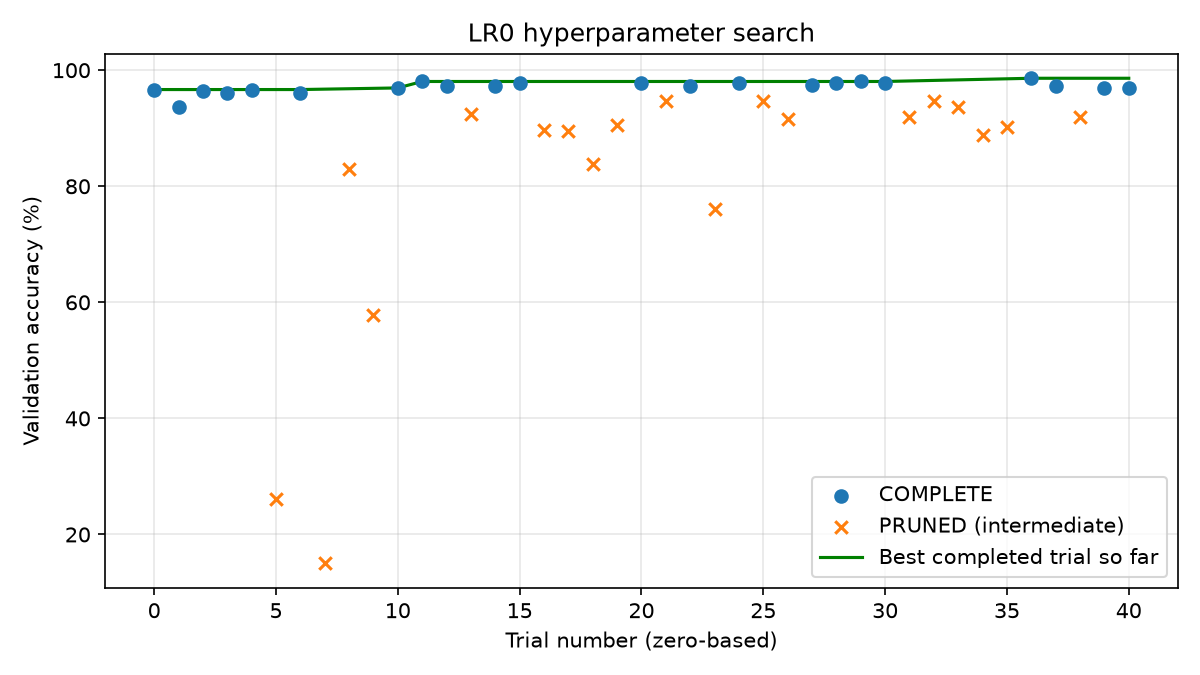 LR0 hyperparameter search
Validation accuracy (%)
100
80
60
40
20
COMPLETE
PRUNED (intermediate)
Best completed trial so far
0 5 10 15 20 25 30 35 40
Trial number (zero-based)